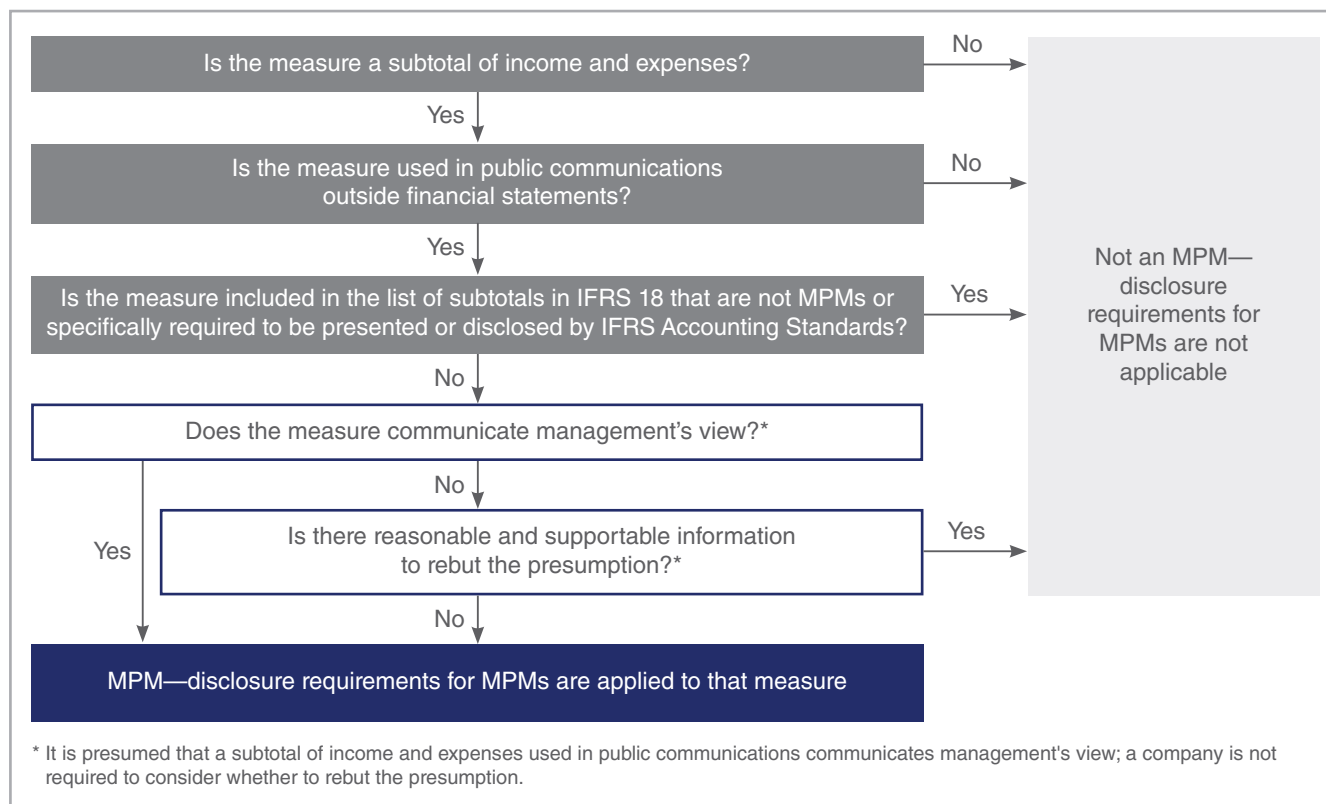 Is the measure a subtotal of income and expenses?
No
Yes
Is the measure used in public communications
outside financial statements?
No
Yes
Is the measure included in the list of subtotals in IFRS 18 that are not MPMs or
specifically required to be presented or disclosed by IFRS Accounting Standards?
Yes
Not an MPM—
disclosure
requirements for
MPMs are not
applicable
No
Does the measure communicate management's view?*
No
Yes
Is there reasonable and supportable information
to rebut the presumption?*
Yes
No
MPM—disclosure requirements for MPMs are applied to that measure
* It is presumed that a subtotal of income and expenses used in public communications communicates management's view; a company is not
required to consider whether to rebut the presumption.